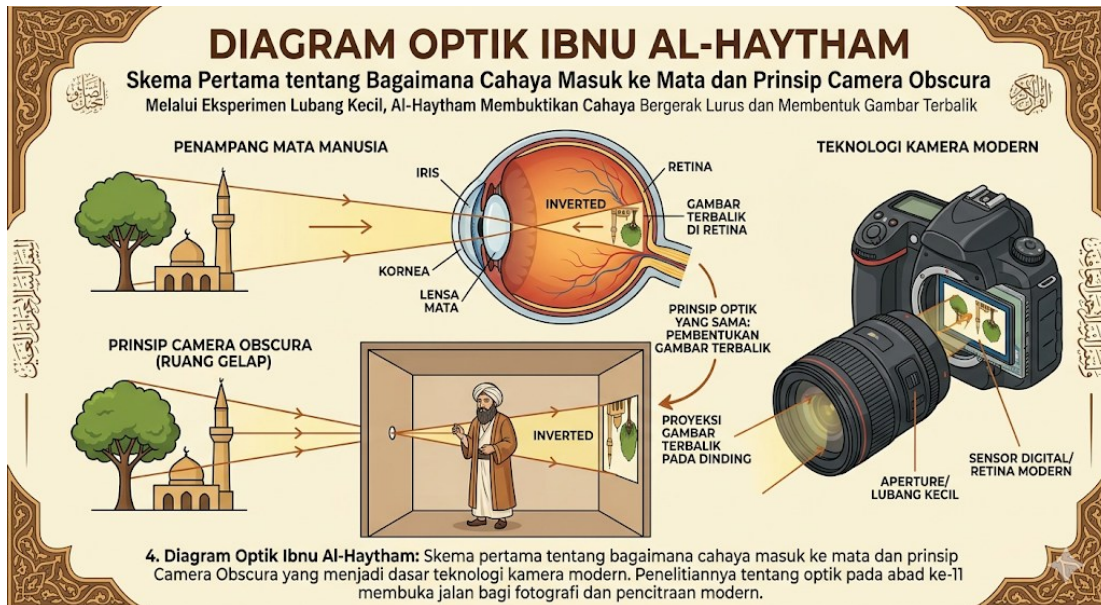 DIAGRAM OPTIK IBNU AL-HAYTHAM
Skema Pertama tentang Bagaimana Cahaya Masuk ke Mata dan Prinsip Camera Obscura
Melalui Eksperimen Lubang Kecil, Al-Haytham Membuktikan Cahaya Bergerak Lurus dan Membentuk Gambar Terbalik
PENAMPANG MATA MANUSIA
IRIS
KORNEA
LENSA
MATA
INVERTED
RETINA
GAMBAR
TERBALIK
DI RETINA
PRINSIP OPTIK
YANG SAMA:
PEMBENTUKAN
GAMBAR TERBALIK
PRINSIP CAMERA OBSCURA
(RUANG GELAP)
INVERTED
PROYEKSI
GAMBAR
TERBALIK
PADA DINDING
TEKNOLOGI KAMERA MODERN
APERTURE/
LUBANG KECIL
SENSOR DIGITAL/
RETINA MODERN
4. Diagram Optik Ibnu Al-Haytham: Skema pertama tentang bagaimana cahaya masuk ke mata dan prinsip
Camera Obscura yang menjadi dasar teknologi kamera modern. Penelitiannya tentang optik pada abad ke-11
membuka jalan bagi fotografi dan pencitraan modern.